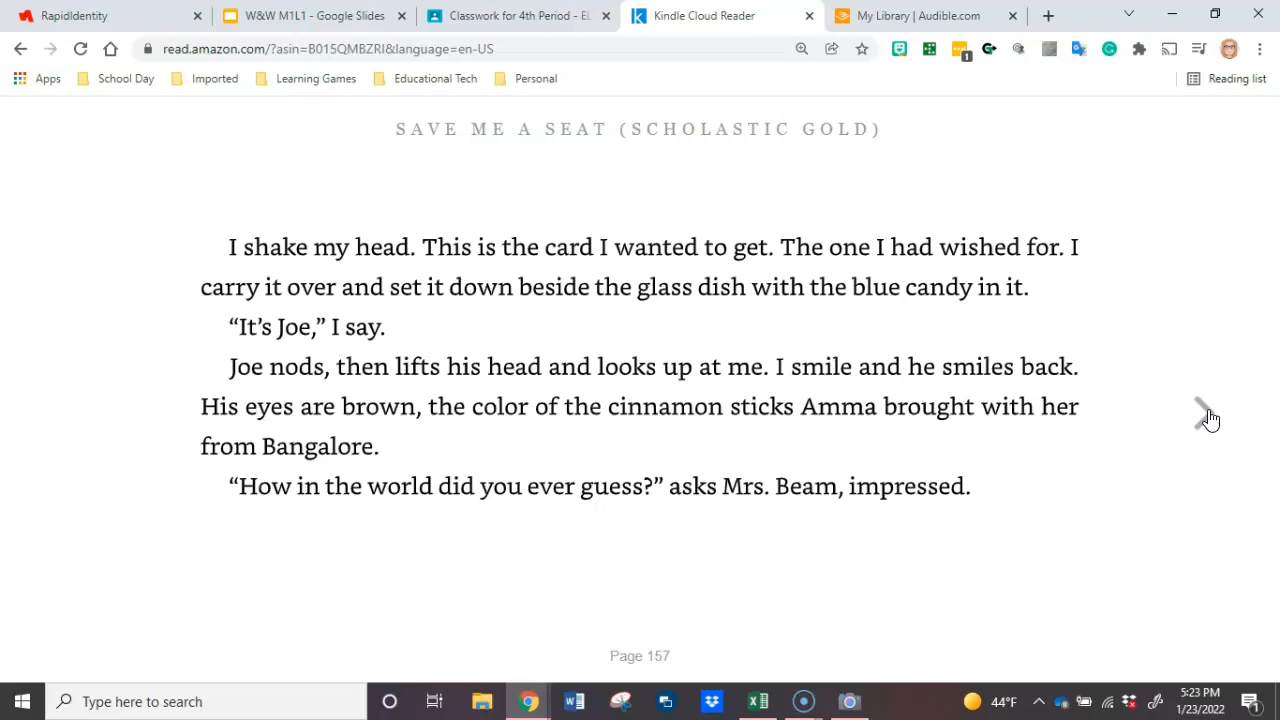 RapidIdentity
W&W M1L1 - Google Slides
Classwork for 4th Period - EL
Kindle Cloud Reader
My Library | Audible.com
read.amazon.com/?asin=B015QMBZRI&language=en-US
1
Apps
School Day
Imported
Learning Games
Educational Tech
Personal
Reading list
SAVE ME A SEAT (SCHOLASTIC GOLD)
I shake my head. This is the card I wanted to get. The one I had wished for. I
carry it over and set it down beside the glass dish with the blue candy in it.
“It’s Joe,” I say.
Joe nods, then lifts his head and looks up at me. I smile and he smiles back.
His eyes are brown, the color of the cinnamon sticks Amma brought with her
from Bangalore.
“How in the world did you ever guess?” asks Mrs. Beam, impressed.
Page 157
Type here to search
44°F
5:23 PM
1/23/2022
1